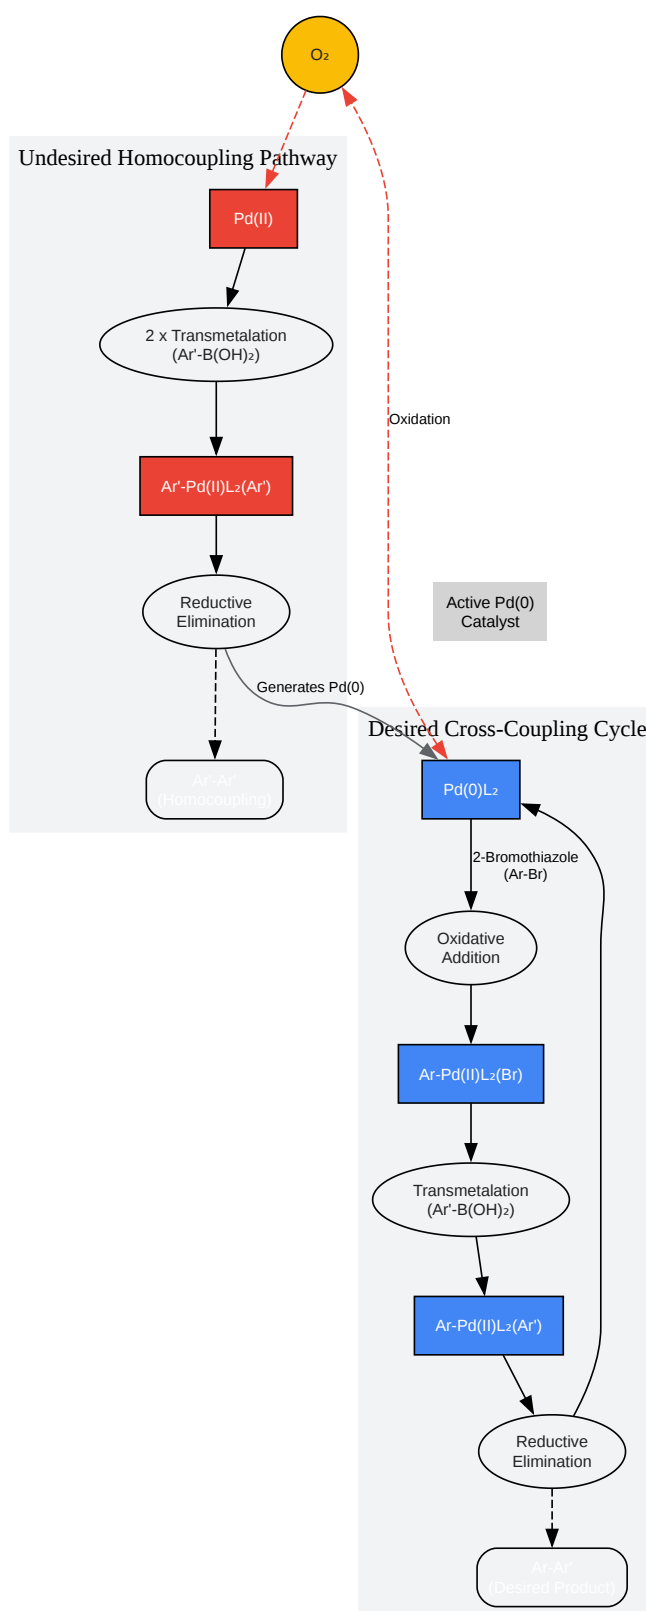 O₂
Undesired Homocoupling Pathway
Pd(II)
2 x Transmetalation
(Ar'-B(OH)₂)
Oxidation
Ar'-Pd(II)L₂(Ar')
Reductive
Elimination
Active Pd(0)
Catalyst
Generates Pd(0)
Ar'-Ar'
(Homocoupling)
Desired Cross-Coupling Cycle
Pd(0)L₂
2-Bromothiazole
(Ar-Br)
Oxidative
Addition
Ar-Pd(II)L₂(Br)
Transmetalation
(Ar'-B(OH)₂)
Ar-Pd(II)L₂(Ar')
Reductive
Elimination
Ar-Ar'
(Desired Product)